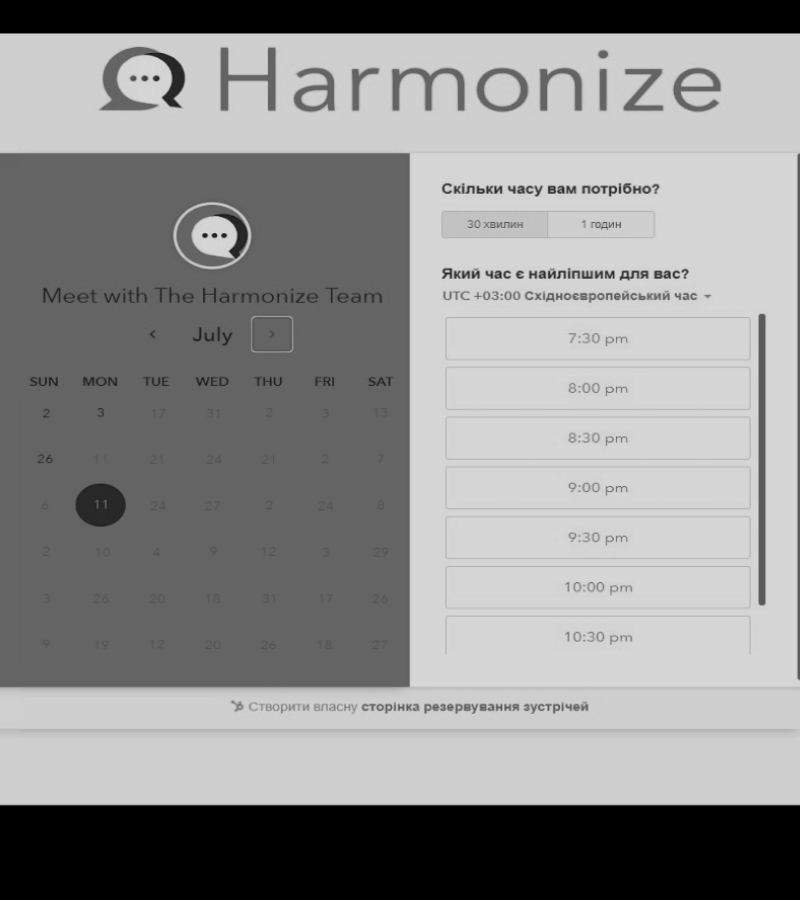 Harmonize
Meet with The Harmonize Team
July
SUN MON TUE WED THU FRI SAT
2 3 17 31 2 3 13
26 11 21 24 21 2 7
6 11 24 27 2 24 8
2 10 4 9 12 3 29
3 26 20 18 31 17 26
9 19 12 20 26 18 27
Скільки часу вам потрібно?
30 хвилин 1 годин
Який час є найліпшим для вас?
UTC +03:00 Східноєвропейський час
7:30 pm
8:00 pm
8:30 pm
9:00 pm
9:30 pm
10:00 pm
10:30 pm
Створити власну сторінка резервування зустрічей